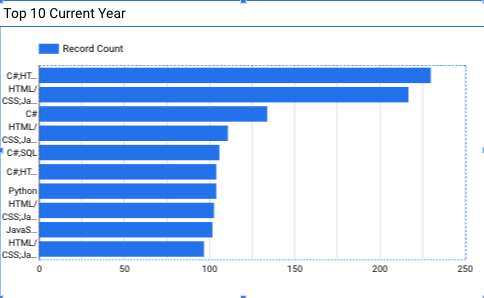 Top 10 Current Year
Record Count
C#;HT...
HTML/
CSS;Ja...
C#
HTML/
CSS;Ja...
C#;SQL
C#;HT...
Python
HTML/
CSS;Ja...
JavaS...
HTML/
CSS;Ja...
0 50 100 150 200 250